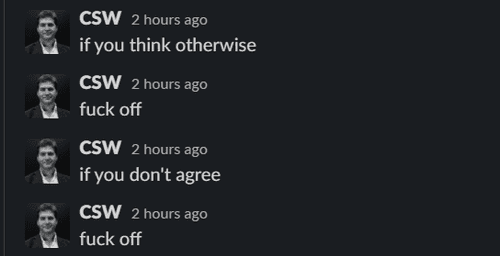 CSW 2 hours ago
if you think otherwise
CSW 2 hours ago
fuck off
CSW 2 hours ago
if you don't agree
CSW 2 hours ago
fuck off